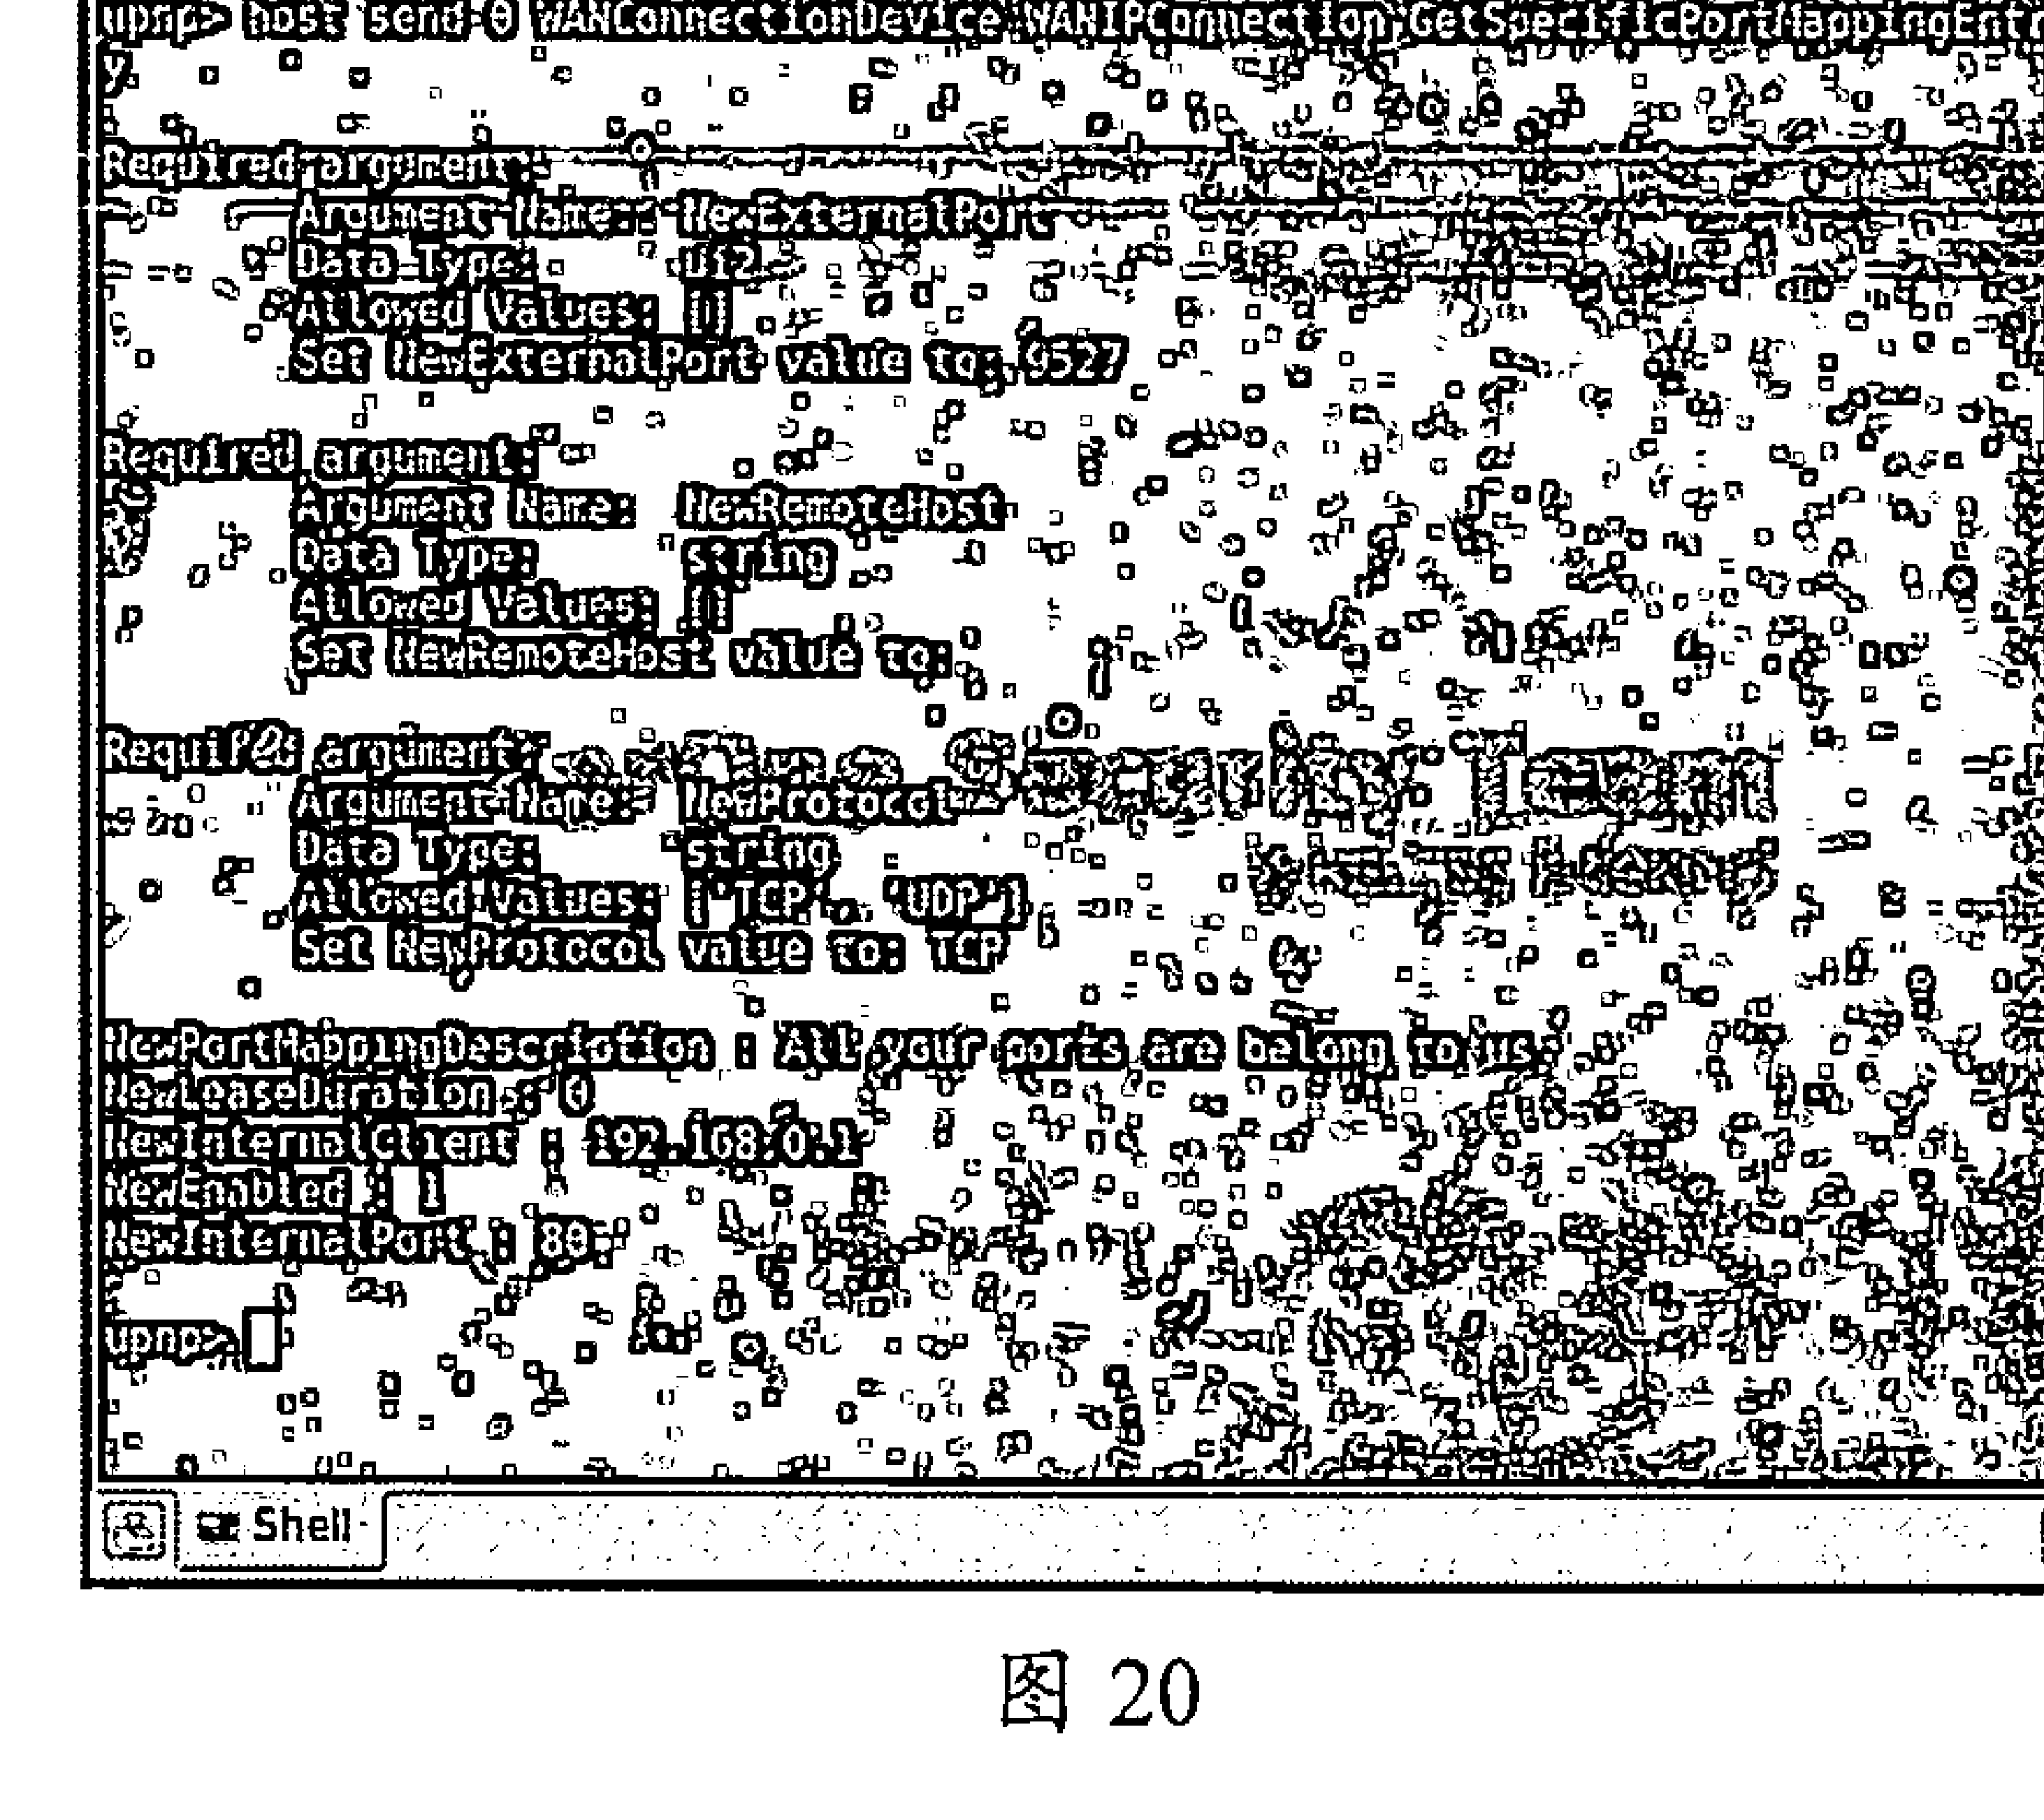 upnp> host send 0 WANConnectionDevice WANIPConnection GetSpecificPortMappingEntr
y
Required argument:
Argument Name: NewExternalPort
Data Type: ui2
Allowed Values: []
Set NewExternalPort value to: 9527
Required argument:
Argument Name: NewRemoteHost
Data Type: string
Allowed Values: []
Set NewRemoteHost value to:
Required argument:
Argument Name: NewProtocol
Data Type: string
Allowed Values: ['TCP', 'UDP']
Set NewProtocol value to: TCP
NewPortMappingDescription : All your ports are belong to us
NewLeaseDuration : 0
NewInternalClient : 192.168.0.1
NewEnabled : 1
NewInternalPort : 80
upnp>
Shell
图 20